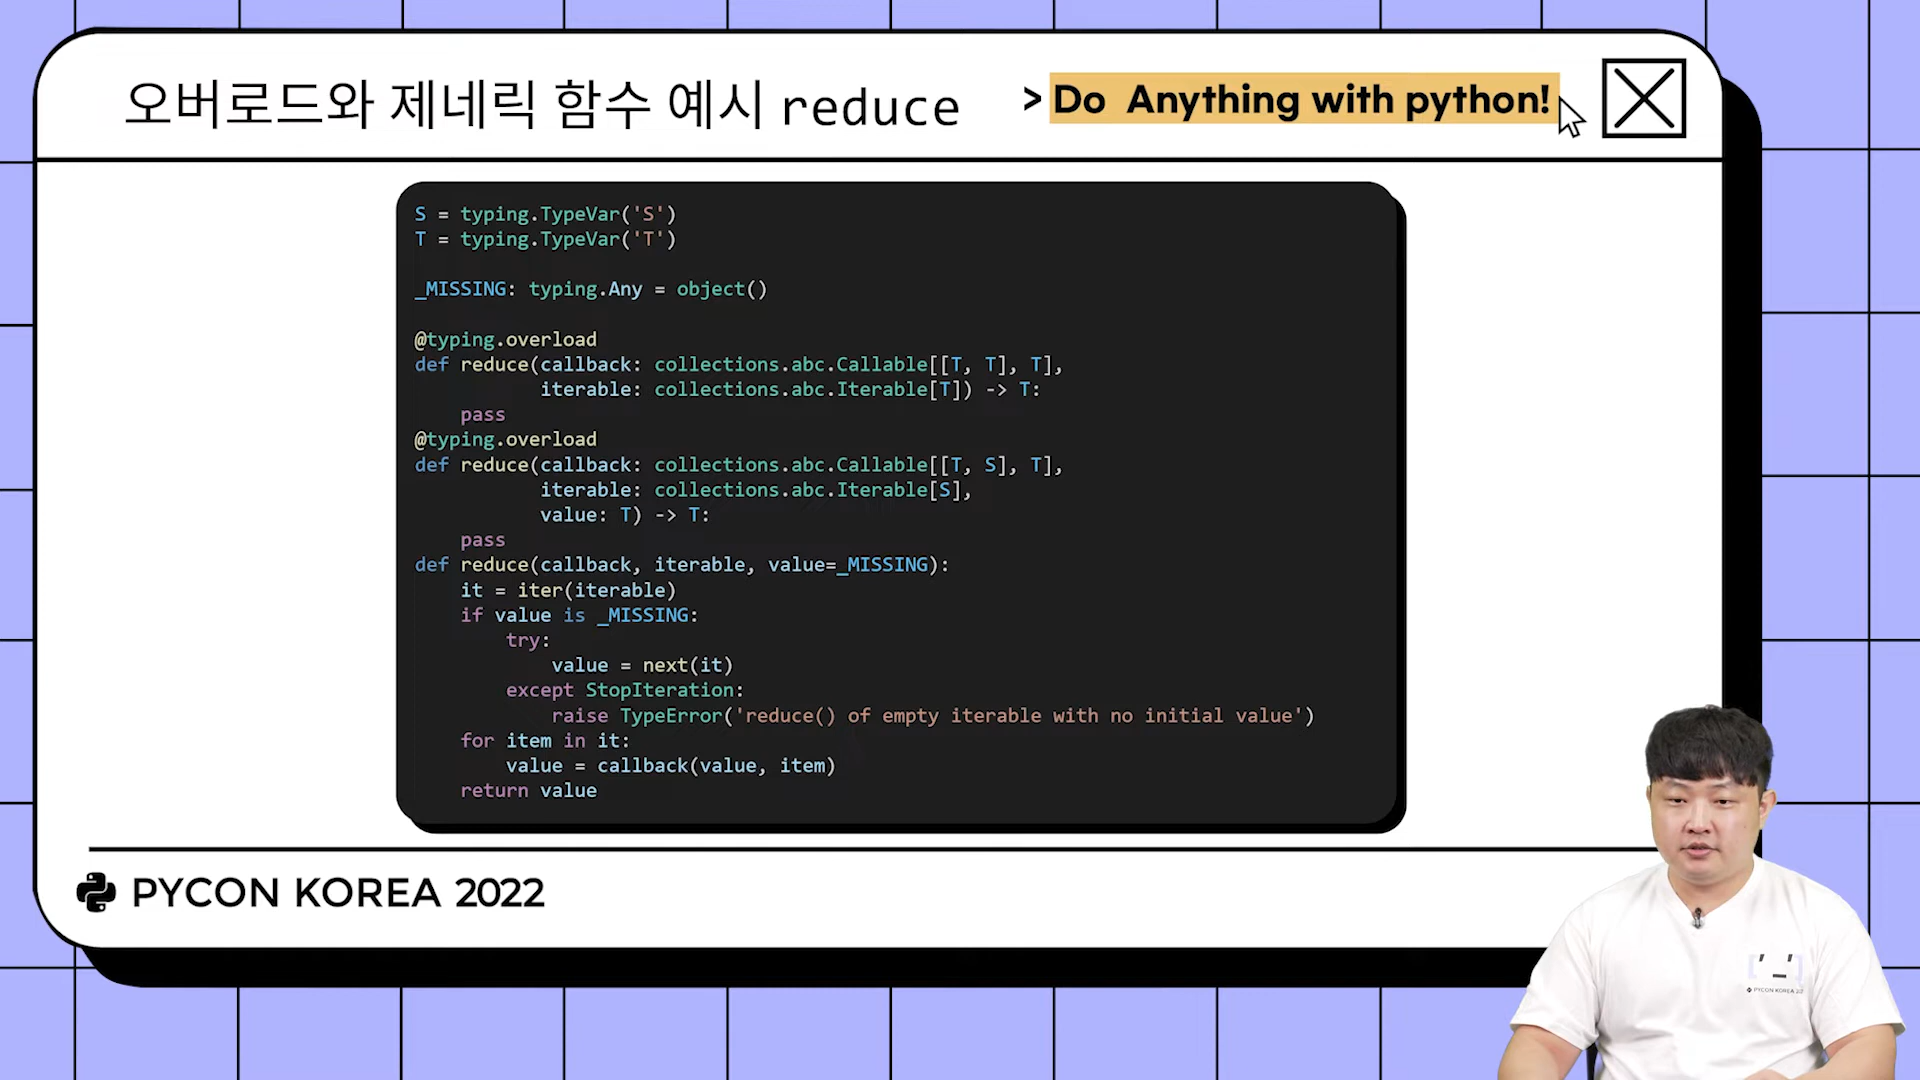 오버로드와 제네릭 함수 예시 reduce
> Do Anything with python!
S = typing.TypeVar('S')
T = typing.TypeVar('T')
_MISSING: typing.Any = object()
@typing.overload
def reduce(callback: collections.abc.Callable[[T, T], T],
           iterable: collections.abc.Iterable[T]) -> T:
    pass
@typing.overload
def reduce(callback: collections.abc.Callable[[T, S], T],
           iterable: collections.abc.Iterable[S],
           value: T) -> T:
    pass
def reduce(callback, iterable, value=_MISSING):
    it = iter(iterable)
    if value is _MISSING:
        try:
            value = next(it)
        except StopIteration:
            raise TypeError('reduce() of empty iterable with no initial value')
    for item in it:
        value = callback(value, item)
    return value
PYCON KOREA 2022
['_']
PYCON KOREA